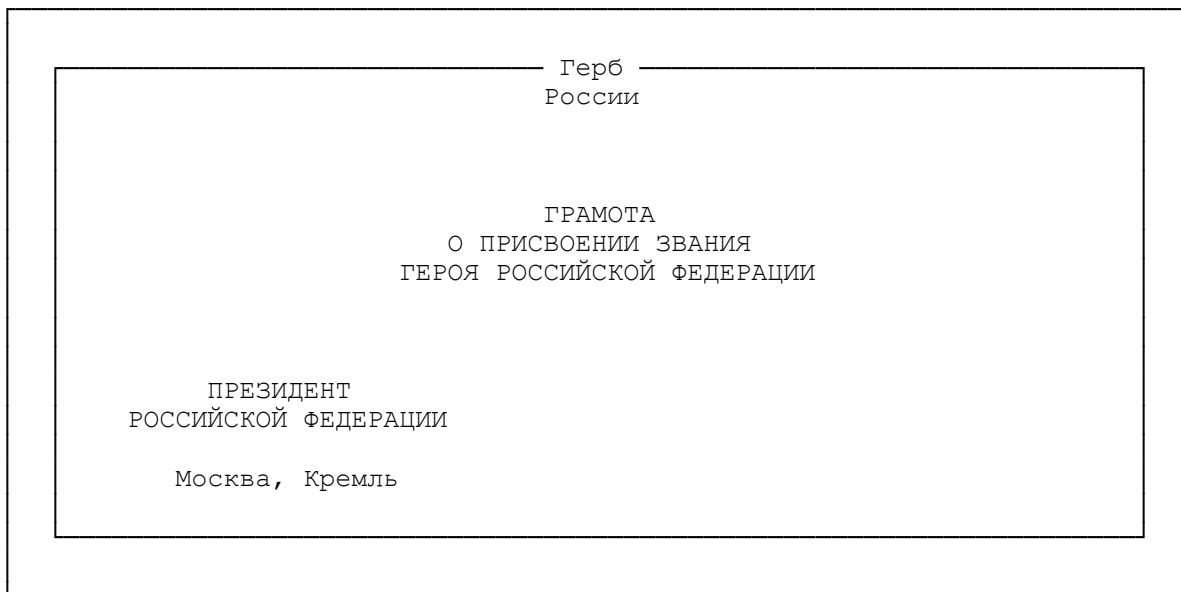 Герб
России
ГРАМОТА
О ПРИСВОЕНИИ ЗВАНИЯ
ГЕРОЯ РОССИЙСКОЙ ФЕДЕРАЦИИ
ПРЕЗИДЕНТ
РОССИЙСКОЙ ФЕДЕРАЦИИ
Москва, Кремль